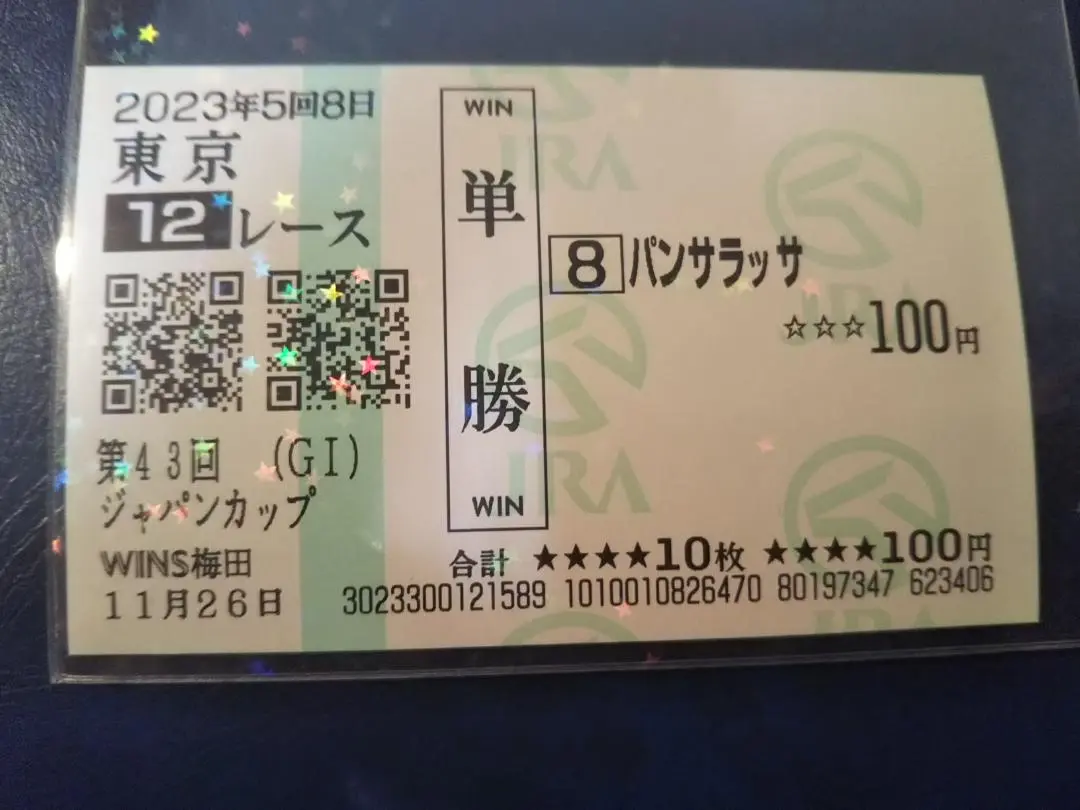 2023年5回8日
東京
12レース
第43回 (GI)
ジャパンカップ
WINS梅田
11月26日
WIN
単勝
WIN
8 パンサラッサ
☆☆☆100円
合計 ★★★★10枚 ★★★★100円
3023300121589 1010010826470 80197347 623406
JRA
JRA
JRA
JRA